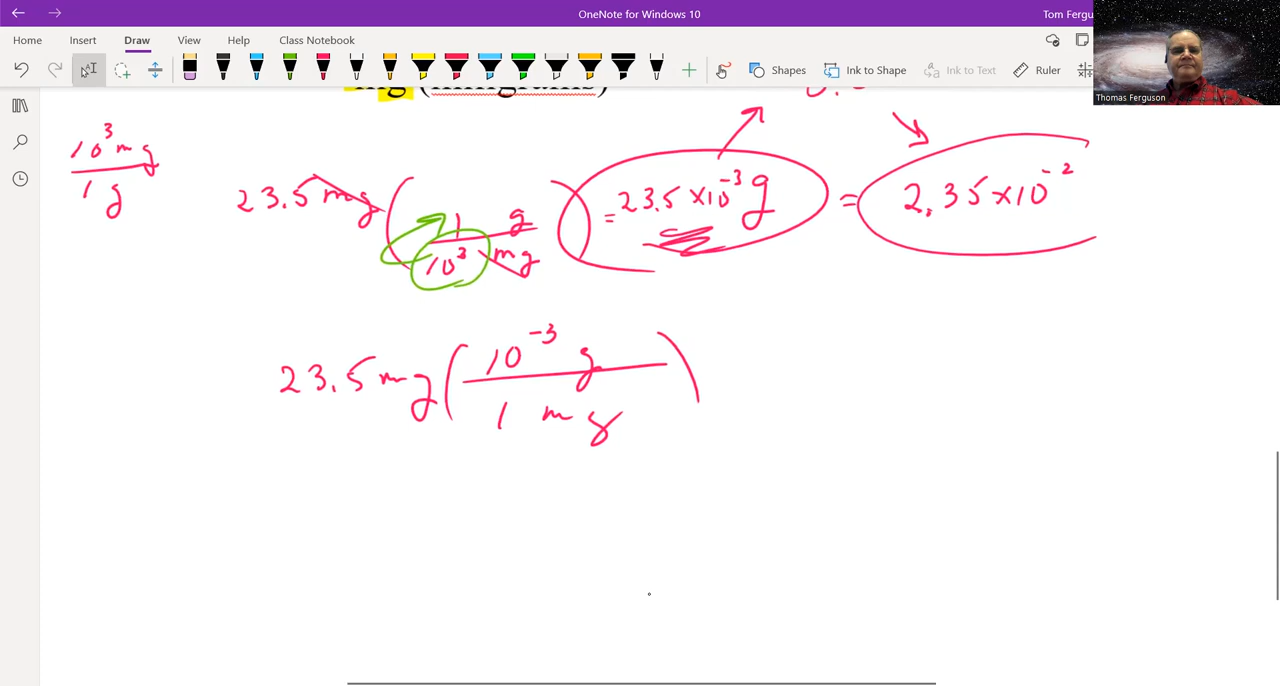 OneNote for Windows 10
Tom Fergu
Home Insert Draw View Help Class Notebook
Shapes Ink to Shape Ink to Text Ruler
Thomas Ferguson
mg (milligrams)
10³ mg / 1 g
23.5 mg ( 1 g / 10³ mg ) = 23.5 × 10⁻³ g = 2.35 × 10⁻²
23.5 mg ( 10⁻³ g / 1 mg )